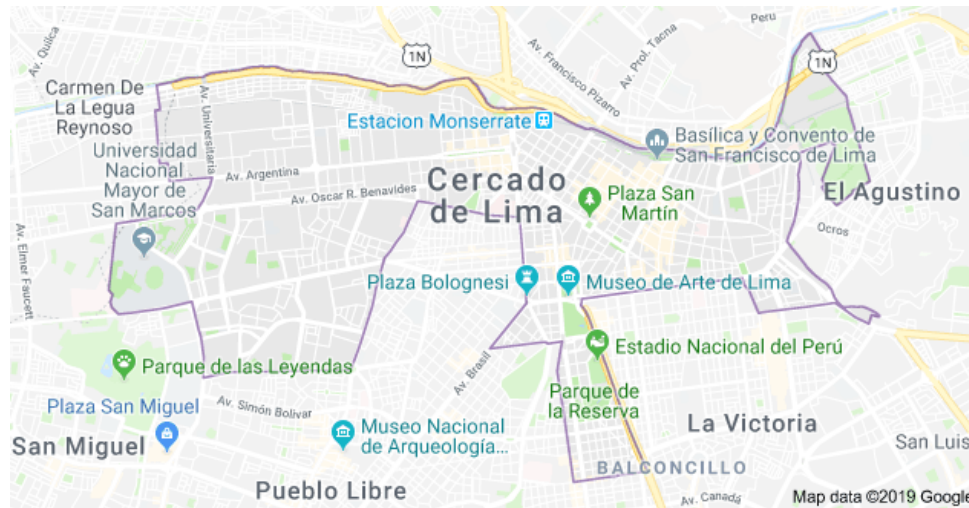 Av. Quilca
1N
Peru
Av. Prol. Tacna
Av. Francisco Pizarro
1N
Carmen De
La Legua
Reynoso
Av. Universitaria
Estacion Monserrate
Basílica y Convento de
San Francisco de Lima
Universidad
Nacional
Mayor de
San Marcos
Av. Argentina
Av. Oscar R. Benavides
Cercado
de Lima
Plaza San
Martín
El Agustino
Ocros
Av. Elmer Faucett
Plaza Bolognesi
Museo de Arte de Lima
Parque de las Leyendas
Av. Brasil
Estadio Nacional del Perú
Parque de
la Reserva
Plaza San Miguel
Av. Simón Bolivar
Museo Nacional
de Arqueología...
La Victoria
San Miguel
San Luis
BALCONCILLO
Pueblo Libre
Av. Canadá
Map data ©2019 Google